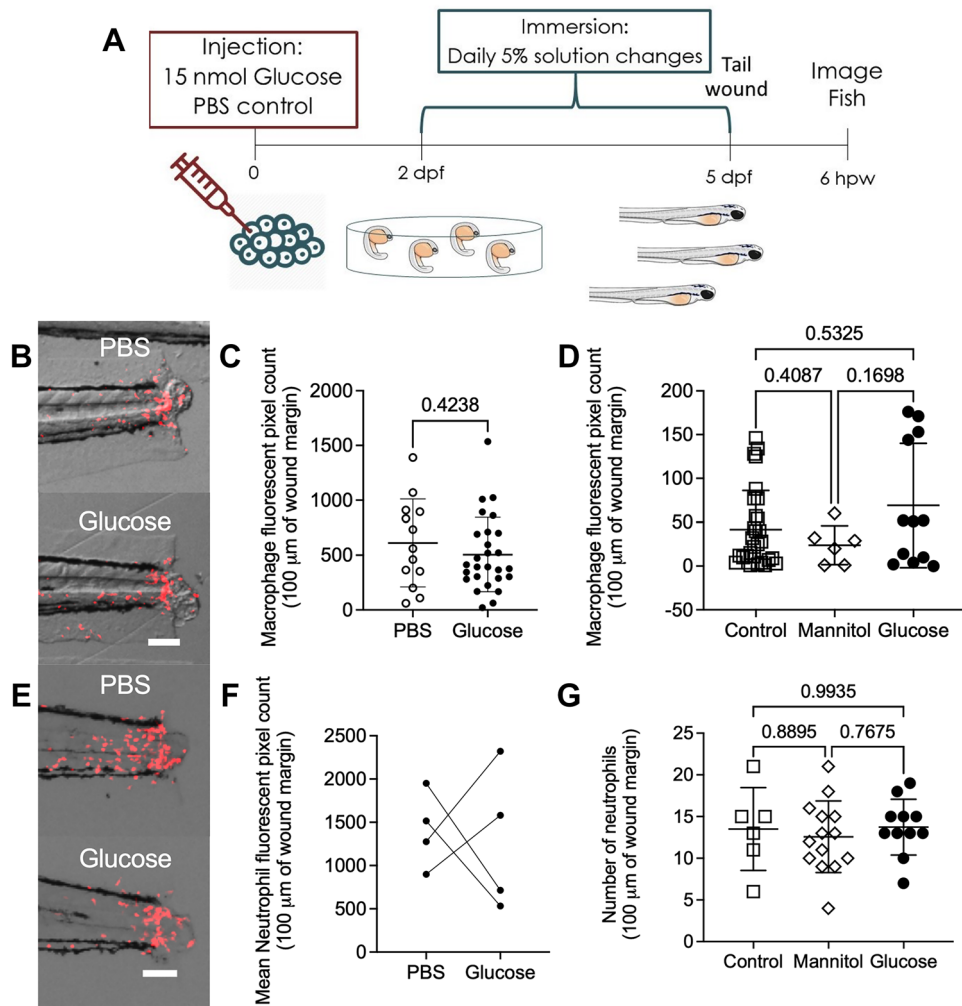 A
Injection:
15 nmol Glucose
PBS control
Immersion:
Daily 5% solution changes
Tail
wound
Image
Fish
0
2 dpf
5 dpf
6 hpw
B
PBS
Glucose
C
Macrophage fluorescent pixel count
(100 μm of wound margin)
2000
1500
1000
500
0
0.4238
PBS
Glucose
D
Macrophage fluorescent pixel count
(100 μm of wound margin)
200
150
100
50
0
-50
0.5325
0.4087
0.1698
Control
Mannitol
Glucose
E
PBS
Glucose
F
Mean Neutrophil fluorescent pixel count
(100 μm of wound margin)
2500
2000
1500
1000
500
0
PBS
Glucose
G
Number of neutrophils
(100 μm of wound margin)
25
20
15
10
5
0
0.9935
0.8895
0.7675
Control
Mannitol
Glucose